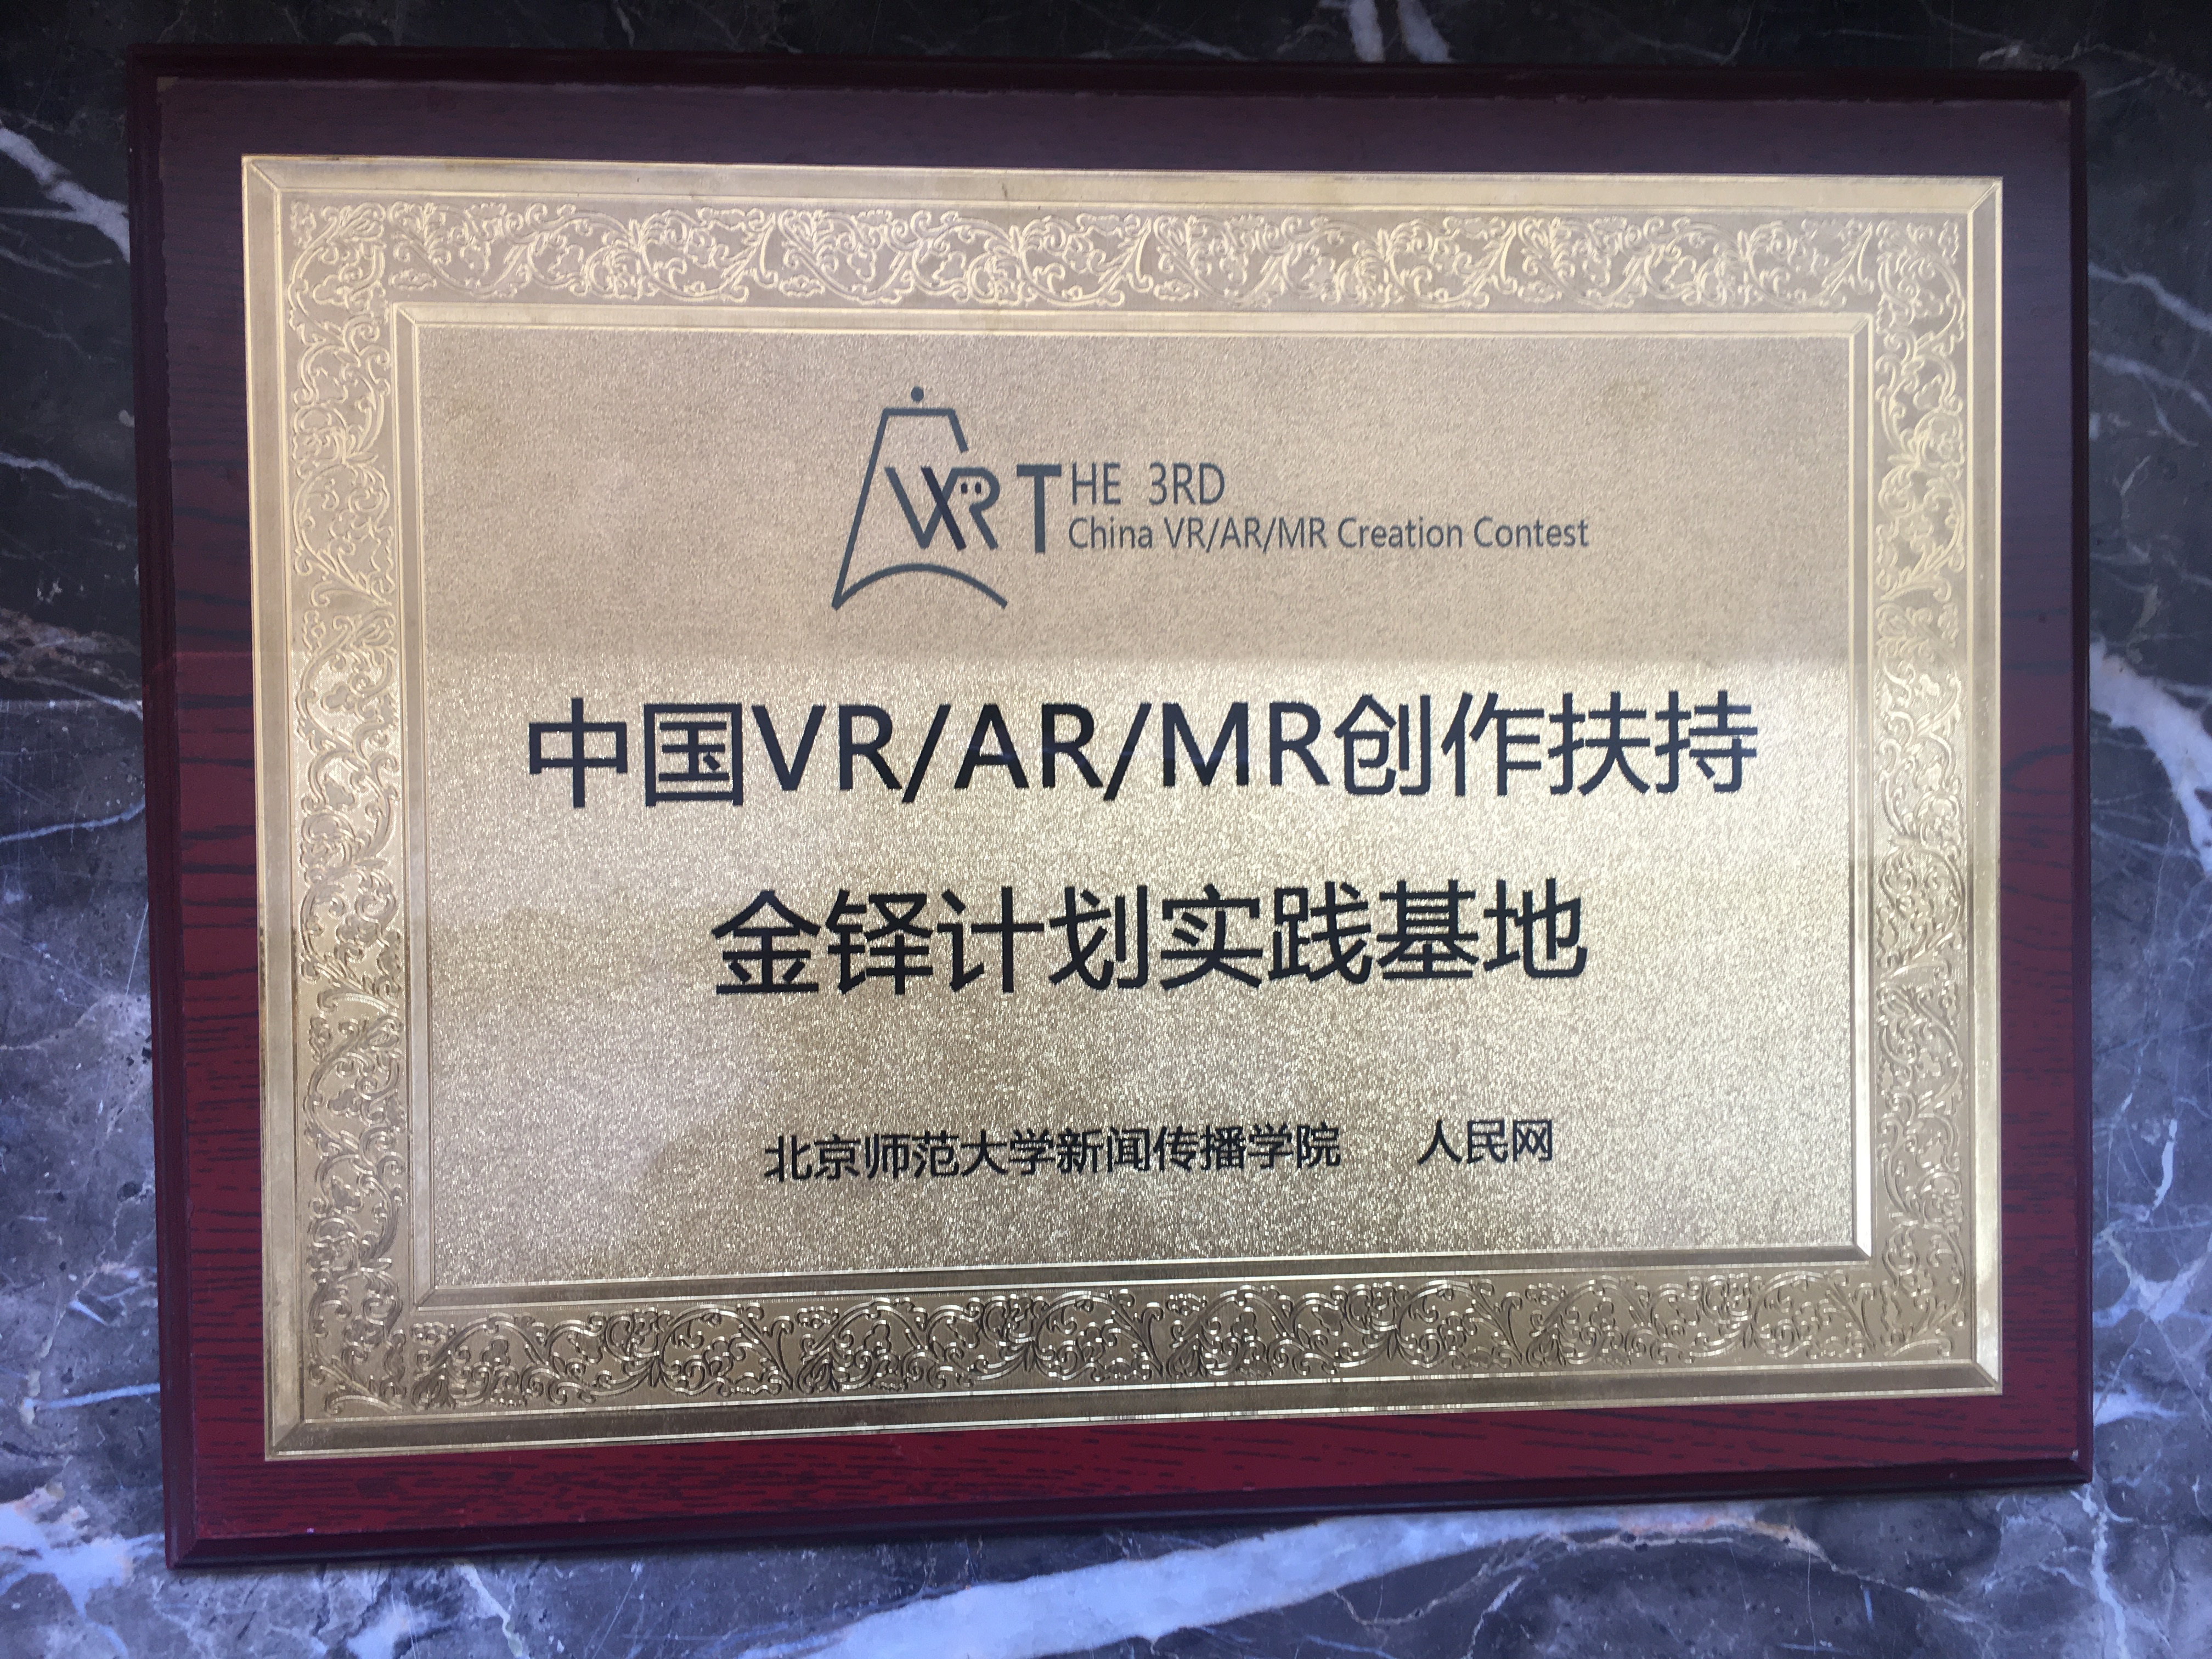 VXR THE 3RD
China VR/AR/MR Creation Contest
中国VR/AR/MR创作扶持
金铎计划实践基地
北京师范大学新闻传播学院 人民网